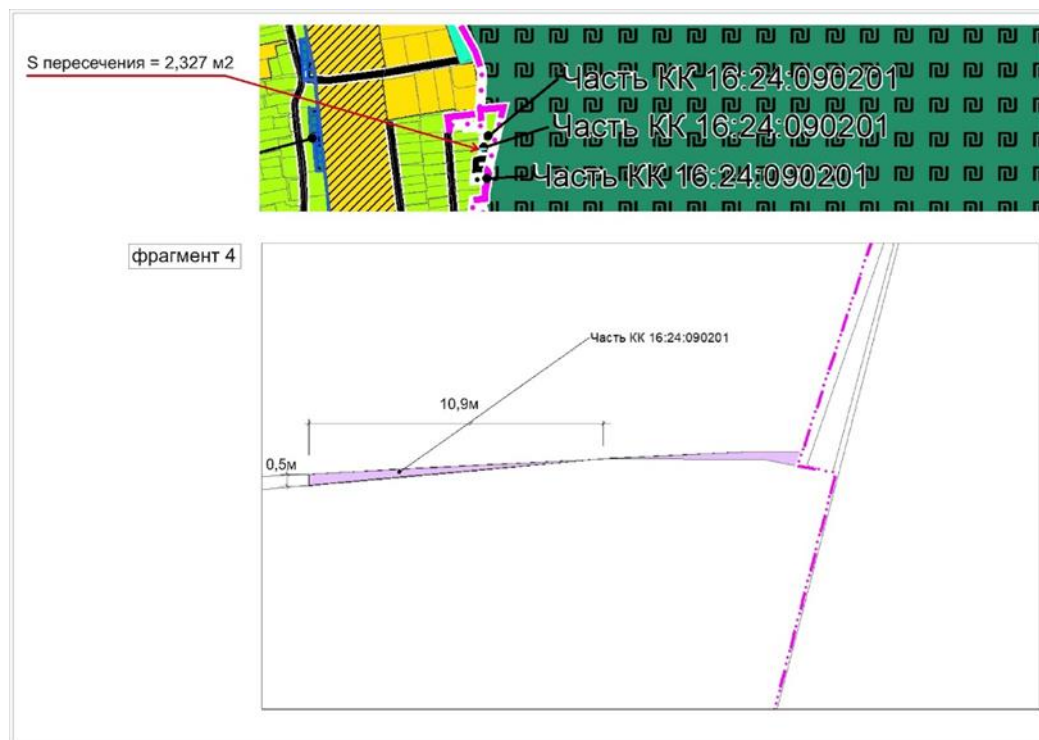 S пересечения = 2,327 м2
Часть КК 16:24:090201
Часть КК 16:24:090201
Часть КК 16:24:090201
фрагмент 4
Часть КК 16:24:090201
10,9м
0,5м